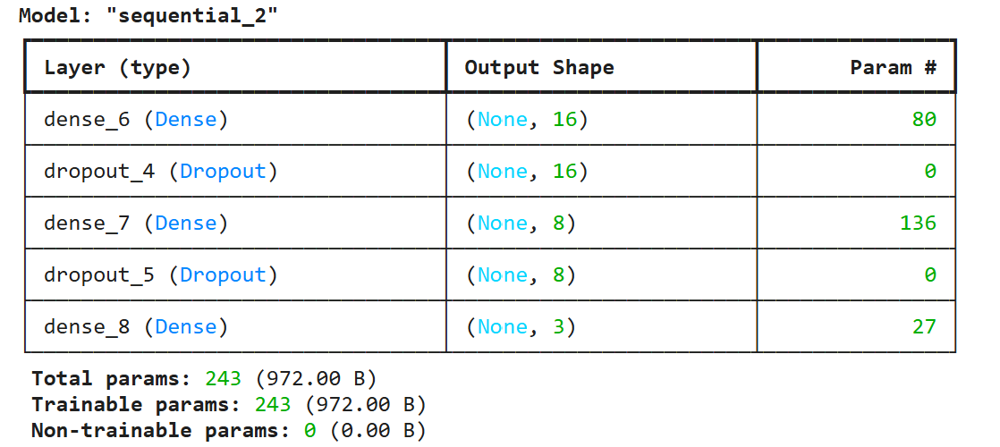 Model: "sequential_2"
Layer (type) Output Shape Param #
dense_6 (Dense) (None, 16) 80
dropout_4 (Dropout) (None, 16) 0
dense_7 (Dense) (None, 8) 136
dropout_5 (Dropout) (None, 8) 0
dense_8 (Dense) (None, 3) 27
Total params: 243 (972.00 B)
Trainable params: 243 (972.00 B)
Non-trainable params: 0 (0.00 B)